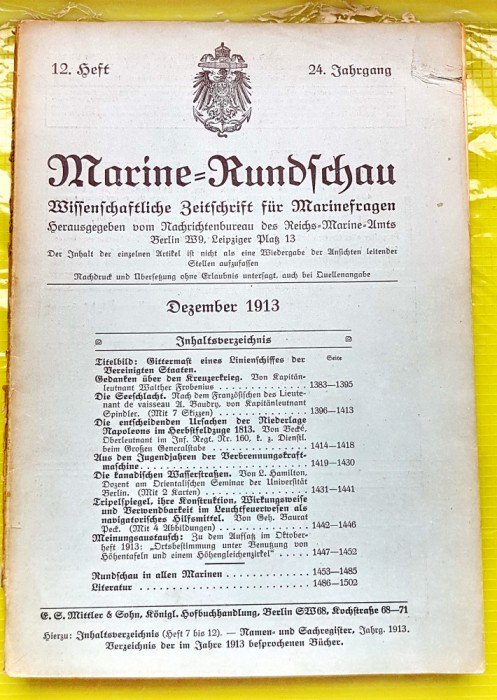 12. Heft
24. Jahrgang
Marine=Rundschau
Wissenschaftliche Zeitschrift für Marinefragen
Herausgegeben vom Nachrichtenbureau des Reichs=Marine=Amts
Berlin W9, Leipziger Platz 13
Der Inhalt der einzelnen Artikel ist nicht als eine Wiedergabe der Ansichten leitender
Stellen aufzufassen
Nachdruck und Übersetzung ohne Erlaubnis untersagt, auch bei Quellenangabe
Dezember 1913
Inhaltsverzeichnis
Titelbild: Gittermast eines Linienschiffes der Seite
Vereinigten Staaten.
Gedanken über den Kreuzerkrieg. Von Kapitän-
leutnant Walther Frobenius . . . . . . . . . . . 1383—1395
Die Seeschlacht. Nach dem Französischen des Lieute-
nant de vaisseau A. Baudry, von Kapitänleutnant
Spindler. (Mit 7 Skizzen) . . . . . . . . . . . . 1396—1413
Die entscheidenden Ursachen der Niederlage
Napoleons im Herbstfeldzuge 1813. Von Becké,
Oberleutnant im Inf. Regt. Nr. 160, k. z. Dienstl.
beim Großen Generalstabe . . . . . . . . . . . 1414—1418
Aus den Jugendjahren der Verbrennungskraft-
maschine . . . . . . . . . . . . . . . . . . . 1419—1430
Die kanadischen Wasserstraßen. Von L. Hamilton,
Dozent am Orientalischen Seminar der Universität
Berlin. (Mit 2 Karten) . . . . . . . . . . . . . 1431—1441
Tripelspiegel, ihre Konstruktion, Wirkungsweise
und Verwendbarkeit im Leuchtfeuerwesen als
navigatorisches Hilfsmittel. Von Geh. Baurat
Peck. (Mit 4 Abbildungen) . . . . . . . . . . . 1442—1446
Meinungsaustausch: Zu dem Aufsatz im Oktober-
heft 1913: „Ortsbestimmung unter Benutzung von
Höhentafeln und einem Höhengleichenzirkel“ . . . . 1447—1452
Rundschau in allen Marinen . . . . . . . . . . . 1453—1485
Literatur . . . . . . . . . . . . . . . . . . . 1486—1502
E. S. Mittler & Sohn, Königl. Hofbuchhandlung, Berlin SW68, Kochstraße 68—71
Hierzu: Inhaltsverzeichnis (Heft 7 bis 12). — Namen- und Sachregister, Jahrg. 1913.
Verzeichnis der im Jahre 1913 besprochenen Bücher.